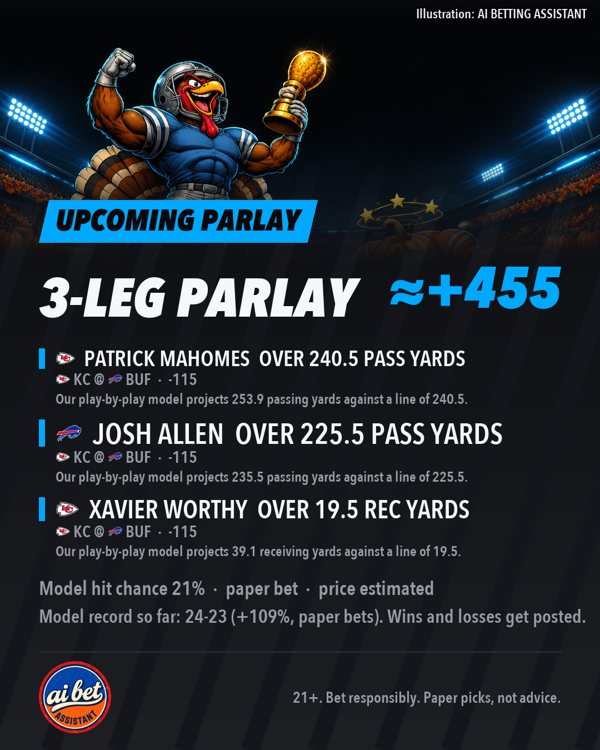 Illustration: AI BETTING ASSISTANT
UPCOMING PARLAY
3-LEG PARLAY ≈+455
PATRICK MAHOMES OVER 240.5 PASS YARDS
KC @ BUF · -115
Our play-by-play model projects 253.9 passing yards against a line of 240.5.
JOSH ALLEN OVER 225.5 PASS YARDS
KC @ BUF · -115
Our play-by-play model projects 235.5 passing yards against a line of 225.5.
XAVIER WORTHY OVER 19.5 REC YARDS
KC @ BUF · -115
Our play-by-play model projects 39.1 receiving yards against a line of 19.5.
Model hit chance 21% · paper bet · price estimated
Model record so far: 24-23 (+109%, paper bets). Wins and losses get posted.
ai bet
ASSISTANT
21+. Bet responsibly. Paper picks, not advice.